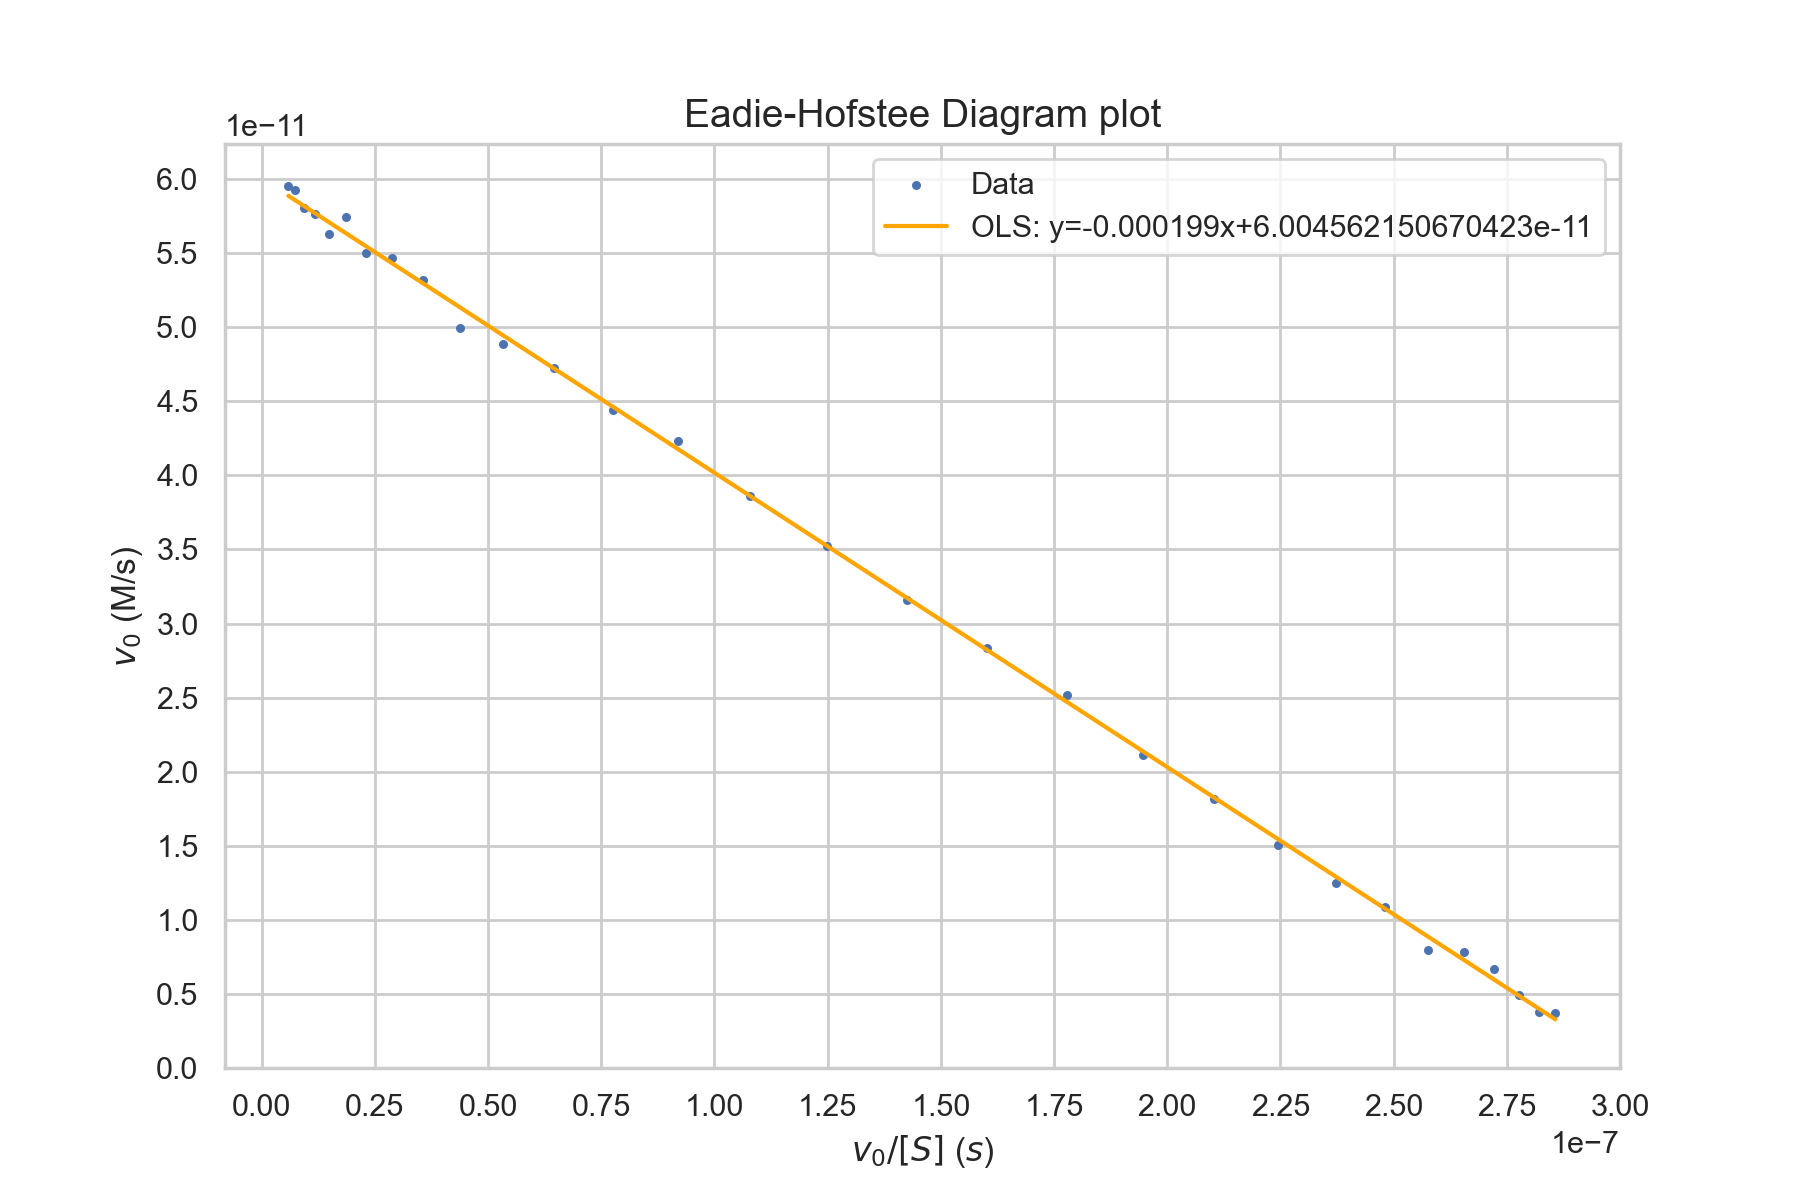 Eadie-Hofstee Diagram plot
1e−11
Data
OLS: y=-0.000199x+6.004562150670423e-11
6.0
5.5
5.0
4.5
4.0
3.5
3.0
2.5
2.0
1.5
1.0
0.5
0.0
v₀ (M/s)
0.00 0.25 0.50 0.75 1.00 1.25 1.50 1.75 2.00 2.25 2.50 2.75 3.00
1e−7
v₀/[S] (s)